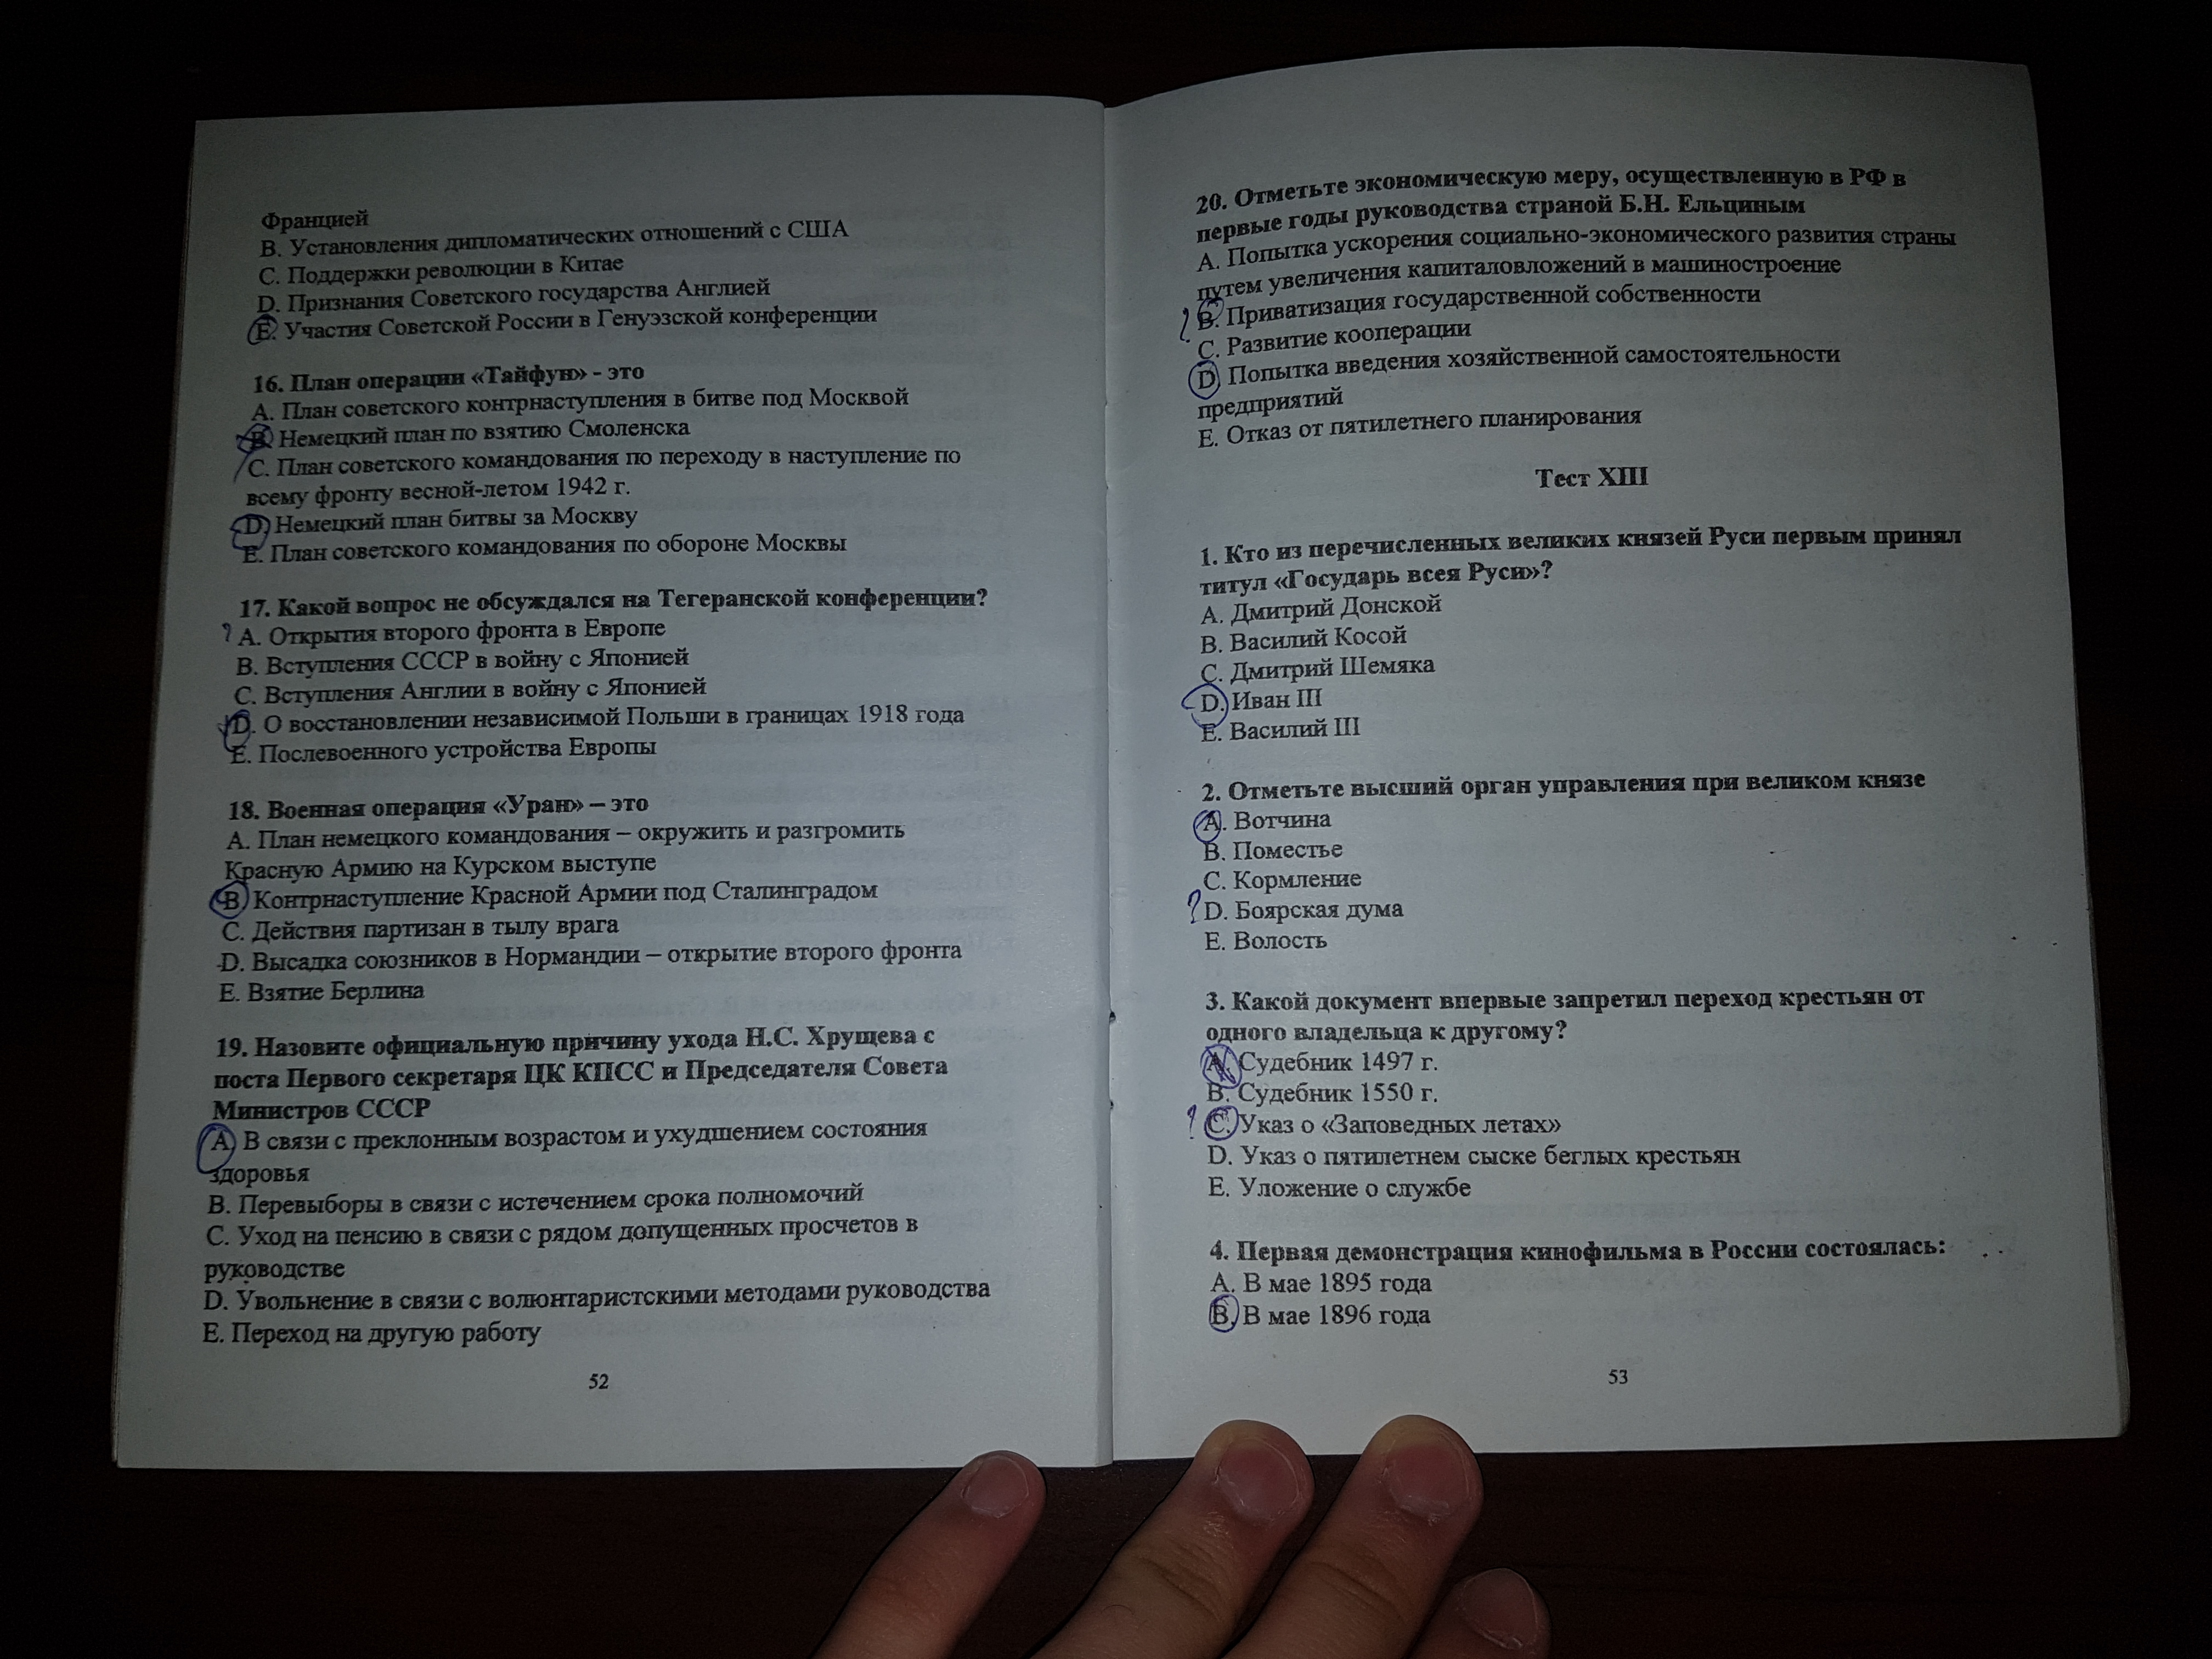 Францией
B. Установления дипломатических отношений с США
C. Поддержки революции в Китае
D. Признания Советского государства Англией
E. Участия Советской России в Генуэзской конференции
16. План операции «Тайфун» - это
A. План советского контрнаступления в битве под Москвой
B. Немецкий план по взятию Смоленска
C. План советского командования по переходу в наступление по
всему фронту весной-летом 1942 г.
D. Немецкий план битвы за Москву
E. План советского командования по обороне Москвы
17. Какой вопрос не обсуждался на Тегеранской конференции?
? A. Открытия второго фронта в Европе
B. Вступления СССР в войну с Японией
C. Вступления Англии в войну с Японией
D. О восстановлении независимой Польши в границах 1918 года
E. Послевоенного устройства Европы
18. Военная операция «Уран» – это
A. План немецкого командования – окружить и разгромить
Красную Армию на Курском выступе
B. Контрнаступление Красной Армии под Сталинградом
C. Действия партизан в тылу врага
D. Высадка союзников в Нормандии – открытие второго фронта
E. Взятие Берлина
19. Назовите официальную причину ухода Н.С. Хрущева с
поста Первого секретаря ЦК КПСС и Председателя Совета
Министров СССР
A. В связи с преклонным возрастом и ухудшением состояния
здоровья
B. Перевыборы в связи с истечением срока полномочий
C. Уход на пенсию в связи с рядом допущенных просчетов в
руководстве
D. Увольнение в связи с волюнтаристскими методами руководства
E. Переход на другую работу
52
20. Отметьте экономическую меру, осуществленную в РФ в
первые годы руководства страной Б.Н. Ельциным
A. Попытка ускорения социально-экономического развития страны
путем увеличения капиталовложений в машиностроение
? B. Приватизация государственной собственности
C. Развитие кооперации
D. Попытка введения хозяйственной самостоятельности
предприятий
E. Отказ от пятилетнего планирования
Тест XIII
1. Кто из перечисленных великих князей Руси первым принял
титул «Государь всея Руси»?
A. Дмитрий Донской
B. Василий Косой
C. Дмитрий Шемяка
D. Иван III
E. Василий III
2. Отметьте высший орган управления при великом князе
A. Вотчина
B. Поместье
C. Кормление
? D. Боярская дума
E. Волость
3. Какой документ впервые запретил переход крестьян от
одного владельца к другому?
A. Судебник 1497 г.
B. Судебник 1550 г.
? C. Указ о «Заповедных летах»
D. Указ о пятилетнем сыске беглых крестьян
E. Уложение о службе
4. Первая демонстрация кинофильма в России состоялась:
A. В мае 1895 года
B. В мае 1896 года
53